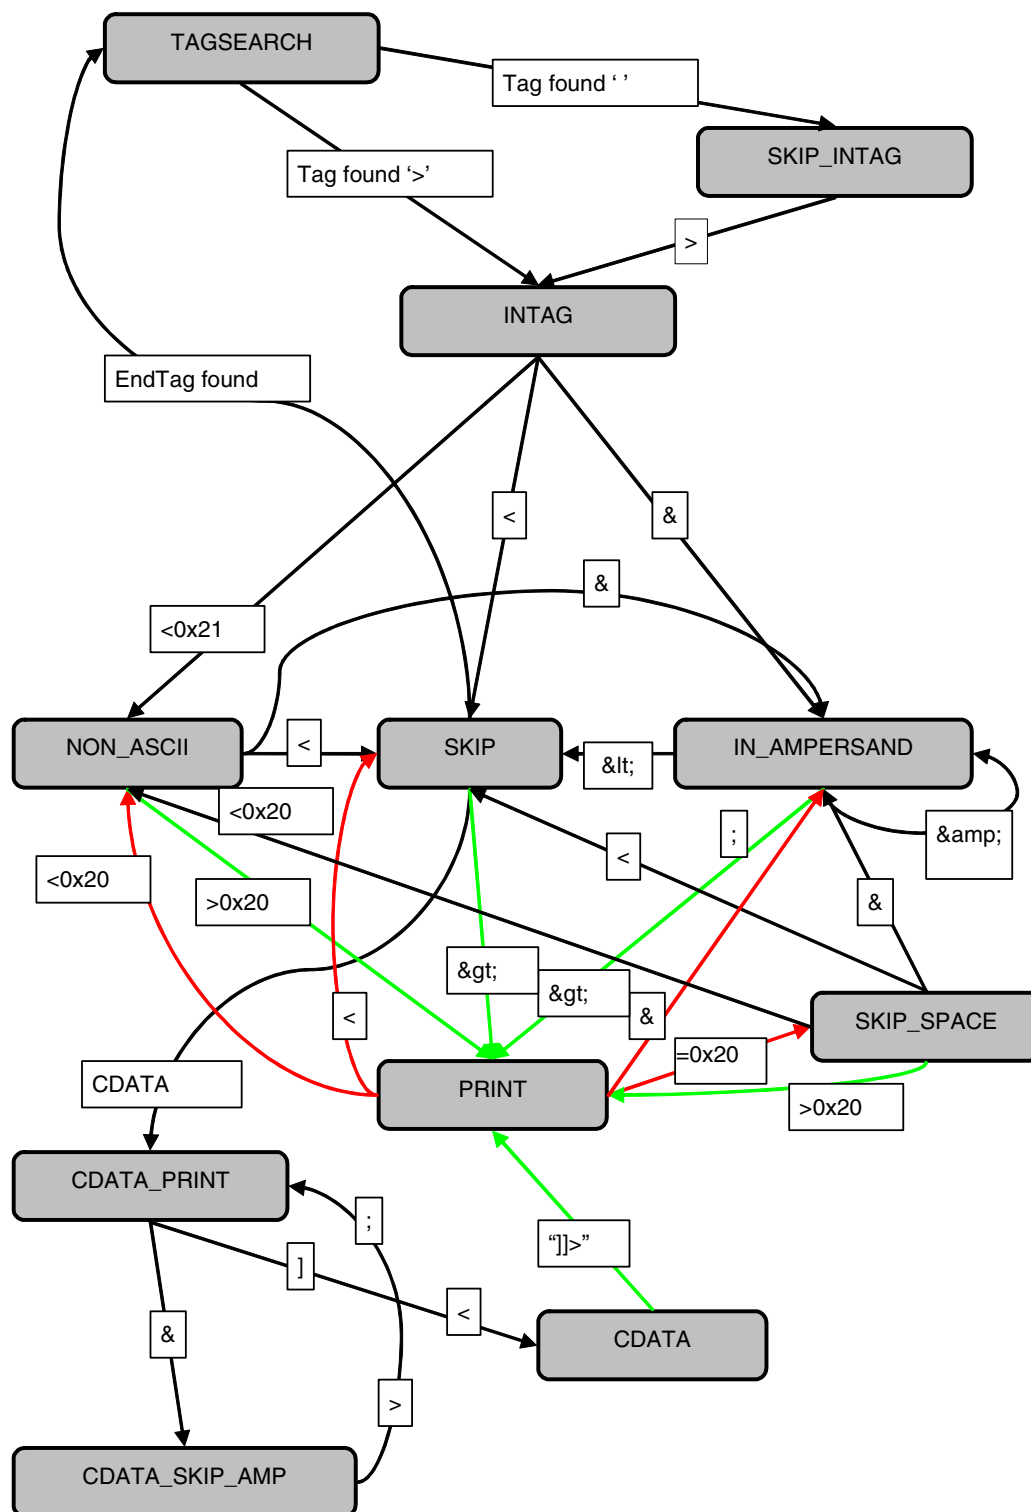 TAGSEARCH
Tag found ‘ ’
SKIP_INTAG
Tag found ‘>’
>
INTAG
EndTag found
<
&
&
<0x21
NON_ASCII
<
SKIP
&lt;
IN_AMPERSAND
<0x20
&amp;
;
<
<0x20
>0x20
&
&gt;
&gt;
<
&
SKIP_SPACE
=0x20
CDATA
PRINT
>0x20
CDATA_PRINT
;
]
“]]>”
<
&
CDATA
>
CDATA_SKIP_AMP